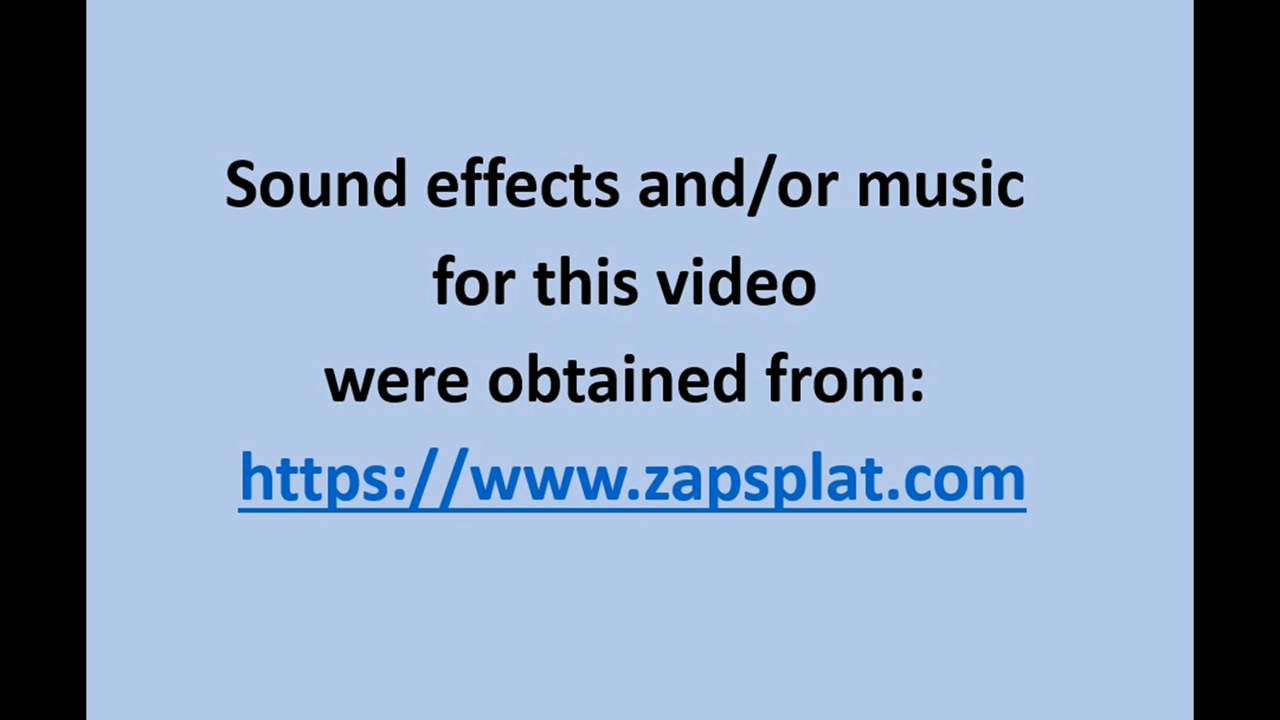 Sound effects and/or music
for this video
were obtained from:
https://www.zapsplat.com